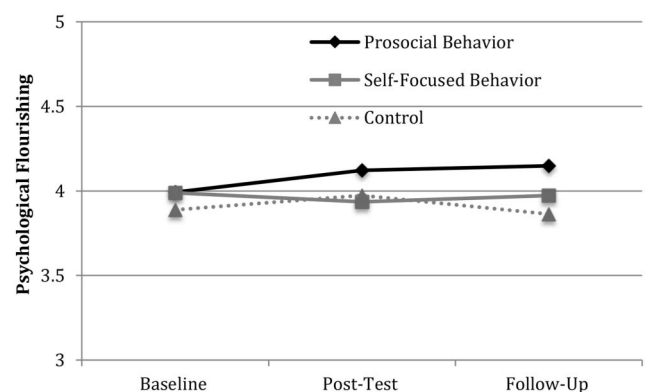 5
Prosocial Behavior
Self-Focused Behavior
4.5
Control
Psychological Flourishing
4
3.5
3
Baseline Post-Test Follow-Up